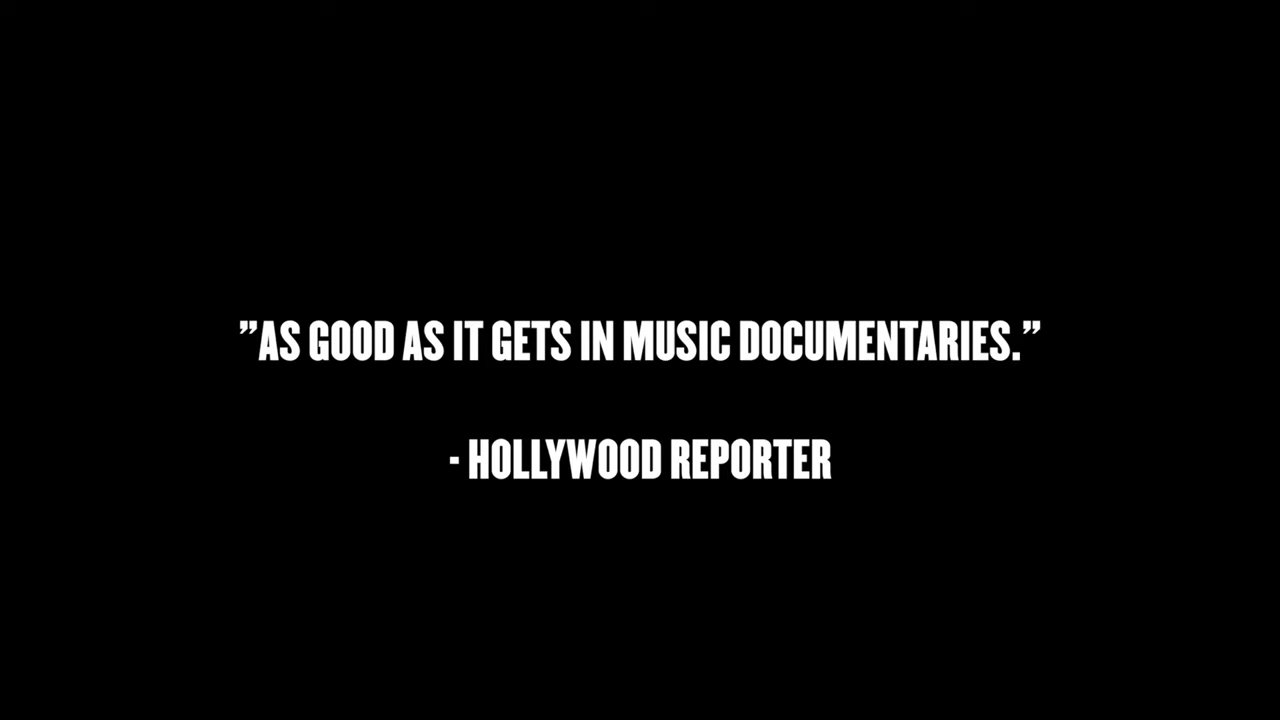 ”AS GOOD AS IT GETS IN MUSIC DOCUMENTARIES.”
- HOLLYWOOD REPORTER